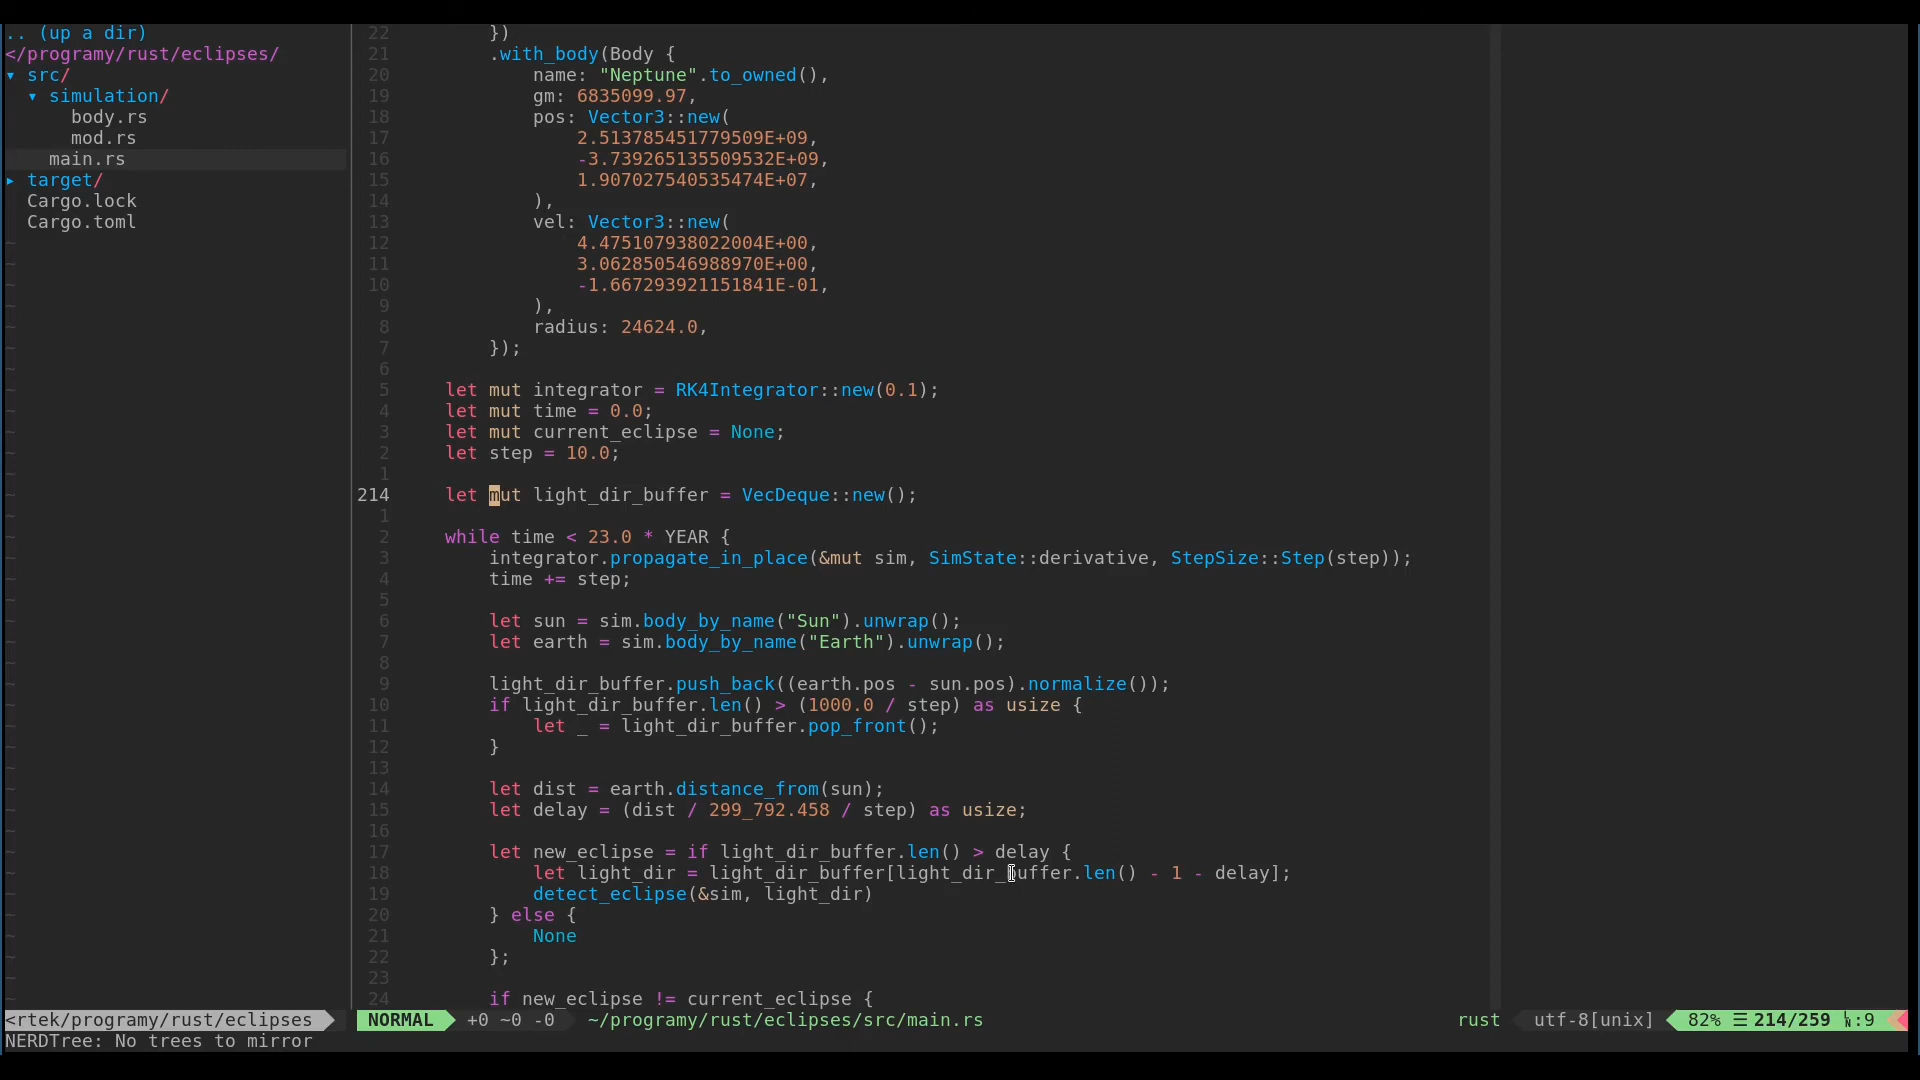 .. (up a dir)
</programy/rust/eclipses/
▾ src/
▾ simulation/
body.rs
mod.rs
main.rs
▸ target/
Cargo.lock
Cargo.toml
22 })
21 .with_body(Body {
20 name: "Neptune".to_owned(),
19 gm: 6835099.97,
18 pos: Vector3::new(
17 2.513785451779509E+09,
16 -3.739265135509532E+09,
15 1.907027540535474E+07,
14 ),
13 vel: Vector3::new(
12 4.475107938022004E+00,
11 3.062850546988970E+00,
10 -1.667293921151841E-01,
9 ),
8 radius: 24624.0,
7 });
6
5 let mut integrator = RK4Integrator::new(0.1);
4 let mut time = 0.0;
3 let mut current_eclipse = None;
2 let step = 10.0;
1
214 let mut light_dir_buffer = VecDeque::new();
1
2 while time < 23.0 * YEAR {
3 integrator.propagate_in_place(&mut sim, SimState::derivative, StepSize::Step(step));
4 time += step;
5
6 let sun = sim.body_by_name("Sun").unwrap();
7 let earth = sim.body_by_name("Earth").unwrap();
8
9 light_dir_buffer.push_back((earth.pos - sun.pos).normalize());
10 if light_dir_buffer.len() > (1000.0 / step) as usize {
11 let _ = light_dir_buffer.pop_front();
12 }
13
14 let dist = earth.distance_from(sun);
15 let delay = (dist / 299_792.458 / step) as usize;
16
17 let new_eclipse = if light_dir_buffer.len() > delay {
18 let light_dir = light_dir_buffer[light_dir_buffer.len() - 1 - delay];
19 detect_eclipse(&sim, light_dir)
20 } else {
21 None
22 };
23
24 if new_eclipse != current_eclipse {
<rtek/programy/rust/eclipses NORMAL +0 ~0 -0 ~/programy/rust/eclipses/src/main.rs rust utf-8[unix] 82% ☰ 214/259 ㏑:9
NERDTree: No trees to mirror